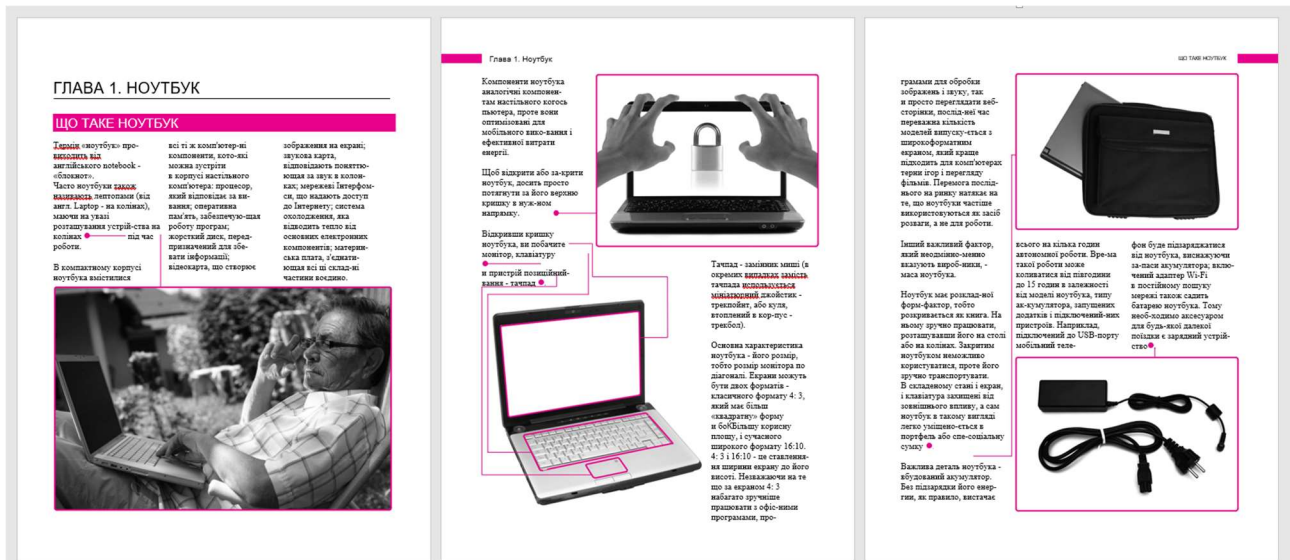 ГЛАВА 1. НОУТБУК
ЩО ТАКЕ НОУТБУК
Термін «ноутбук» про-
виходить від
англійського notebook -
«блокнот».
Часто ноутбуки також
називають лептопами (від
англ. Laptop - на колінах),
маючи на увазі
розташування устрій-ства на
колінах під час
роботи.
В компактному корпусі
ноутбука вмістилися
всі ті ж комп'ютер-ні
компоненти, кото-які
можна зустріти
в корпусі настільного
комп'ютера: процесор,
який відповідає за ви-
вання; оперативна
пам'ять, забезпечую-щая
роботу програм;
жорсткий диск, перед-
призначений для збе-
вати інформації;
відеокарта, що створює
зображення на екрані;
звукова карта,
відповідають поняттю-
ющая за звук в колон-
ках; мережеві Інтерфом-
си, що надають доступ
до Інтернету; система
охолодження, яка
відводить тепло від
основних електронних
компонентів; материн-
ська плата, з'єднати-
ющая всі ці склад-ні
частини воєдино.
Глава 1. Ноутбук
Компоненти ноутбука
аналогічні компонен-
там настільного когось
пьютера, проте вони
оптимізовані для
мобільного вико-вання і
ефективної витрати
енергії.
Щоб відкрити або за-крити
ноутбук, досить просто
потягнути за його верхню
кришку в нуж-ном
напрямку.
Відкривши кришку
ноутбука, ви побачите
монітор, клавіатуру
и пристрій позиційний-
вання - тачпад
Тачпад - замінник миші (в
окремих випадках замість
тачпада использується
мініатюрний джойстик -
трекпойнт, або куля,
втоплений в кор-пус -
трекбол).
Основна характеристика
ноутбука - його розмір,
тобто розмір монітора по
діагоналі. Екрани можуть
бути двох форматів -
класичного формату 4: 3,
який має більш
«квадратну» форму
и боКБільшу корисну
площу, і сучасного
широкого формату 16:10.
4: 3 і 16:10 - це ставлення-
ня ширини екрану до його
висоті. Незважаючи на те
що за екраном 4: 3
набагато зручніше
працювати з офіс-ними
програмами, про-
ЩО ТАКЕ НОУТБУК
грамами для обробки
зображень і звуку, так
и просто переглядати веб-
сторінки, послід-неї час
переважна кількість
моделей випуску-ється з
широкоформатним
екраном, який краще
підходить для комп'ютерах
терни ігор і перегляду
фільмів. Перемога послід-
нього на ринку натякає на
те, що ноутбуки частіше
використовуються як засіб
розваги, а не для роботи.
Інший важливий фактор,
який неодмінно-менно
вказують вироб-ники, -
маса ноутбука.
Ноутбук має розклад-ної
форм-фактор, тобто
розкривається як книга. На
ньому зручно працювати,
розташувавши його на столі
або на колінах. Закритим
ноутбуком неможливо
користуватися, проте його
зручно транспортувати.
В складеному стані і екран,
і клавіатура захищені від
зовнішнього впливу, а сам
ноутбук в такому вигляді
легко уміщено-ється в
портфель або спе-соціальну
сумку
Важлива деталь ноутбука -
вбудований акумулятор.
Без підзарядки його енер-
гии, як правило, вистачає
всього на кілька годин
автономної роботи. Вре-ма
такої роботи може
коливатися від півгодини
до 15 годин в залежності
від моделі ноутбука, типу
ак-кумулятора, запущених
додатків і підключений-них
пристроїв. Наприклад,
підключений до USB-порту
мобільний теле-
фон буде підзаряджатися
від ноутбука, виснажуючи
за-паси акумулятора; вклю-
чений адаптер Wi-Fi
в постійному пошуку
мережі також садить
батарею ноутбука. Тому
необ-ходимо аксесуаром
для будь-якої далекої
поїздки є зарядний устрій-
ство